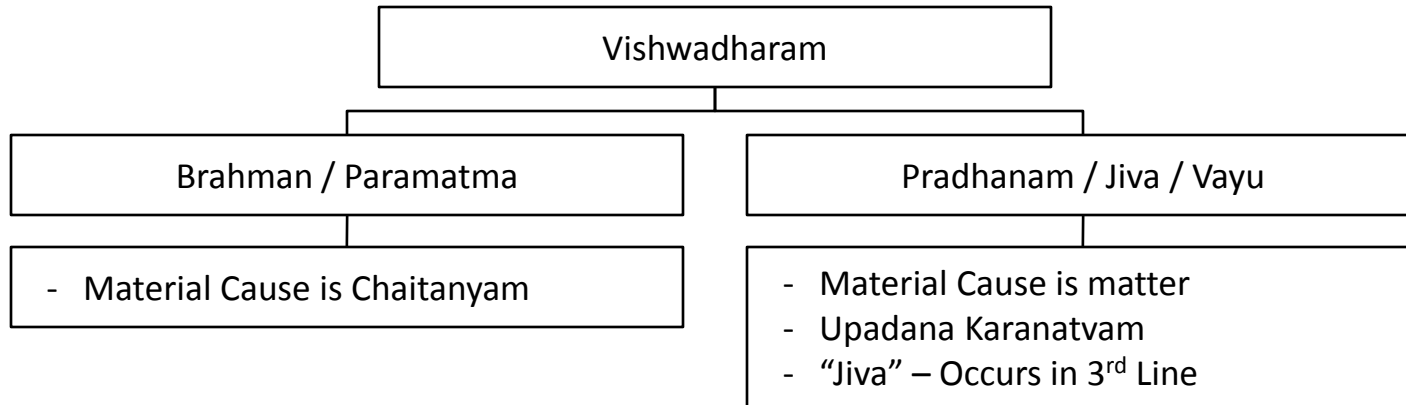 Vishwadharam
Brahman / Paramatma
Pradhanam / Jiva / Vayu
- Material Cause is Chaitanyam
- Material Cause is matter
- Upadana Karanatvam
- “Jiva” – Occurs in 3rd Line